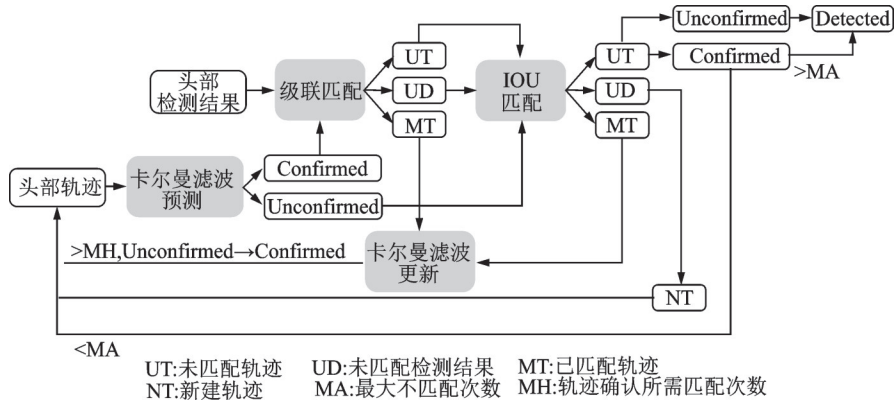 头部
检测结果
级联匹配
UT
UD
MT
IOU
匹配
UT
UD
MT
Unconfirmed
Detected
Confirmed
>MA
头部轨迹
卡尔曼滤波
预测
Confirmed
Unconfirmed
>MH,Unconfirmed→Confirmed
卡尔曼滤波
更新
NT
<MA
UT:未匹配轨迹 UD:未匹配检测结果 MT:已匹配轨迹
NT:新建轨迹 MA:最大不匹配次数 MH:轨迹确认所需匹配次数